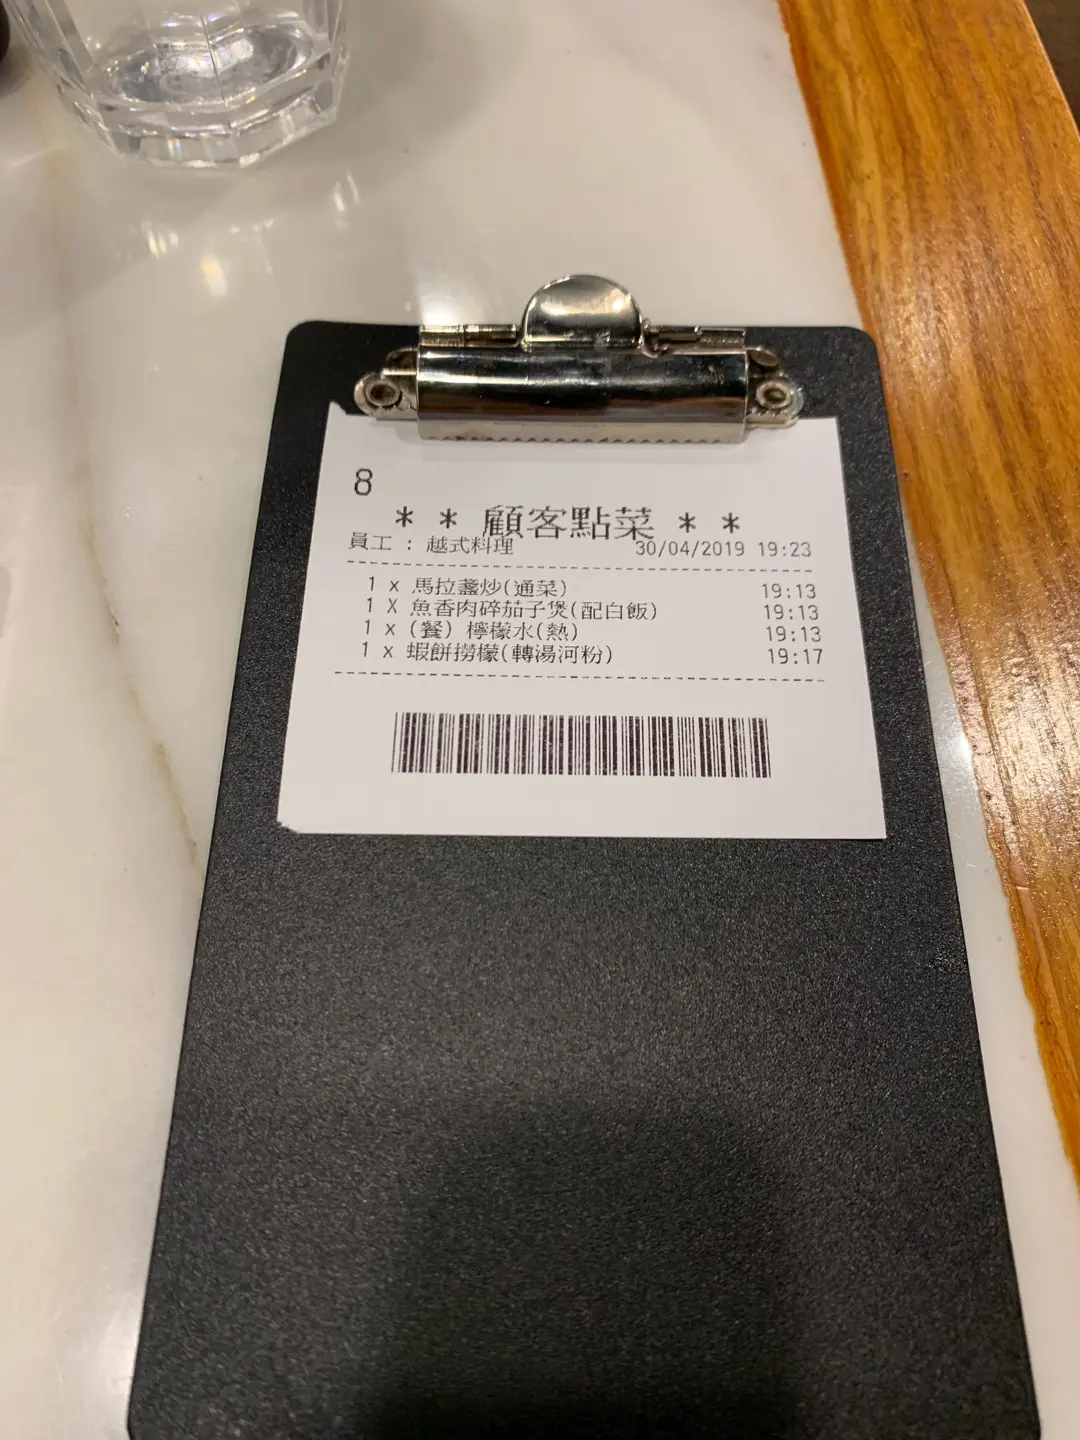 8
* * 顧客點菜 * *
員工 : 越式料理 30/04/2019 19:23
1 x 馬拉盞炒(通菜) 19:13
1 X 魚香肉碎茄子煲(配白飯) 19:13
1 x (餐) 檸檬水(熱) 19:13
1 x 蝦餅撈檬(轉湯河粉) 19:17